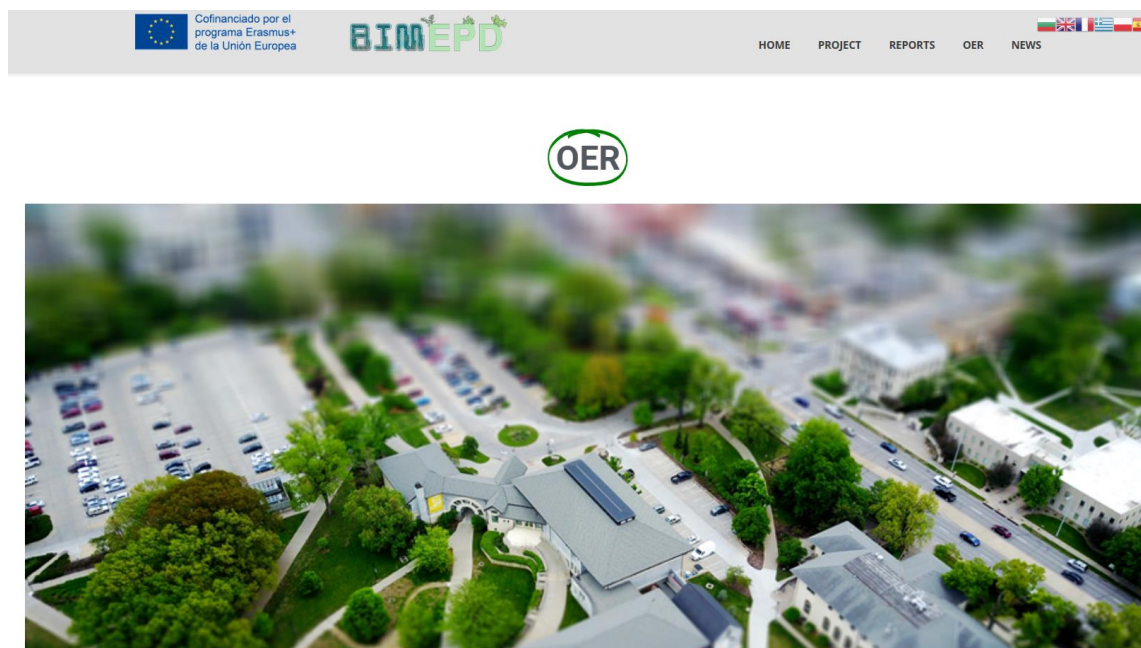 Cofinanciado por el
programa Erasmus+
de la Unión Europea
BIMEPD
HOME PROJECT REPORTS OER NEWS
OER